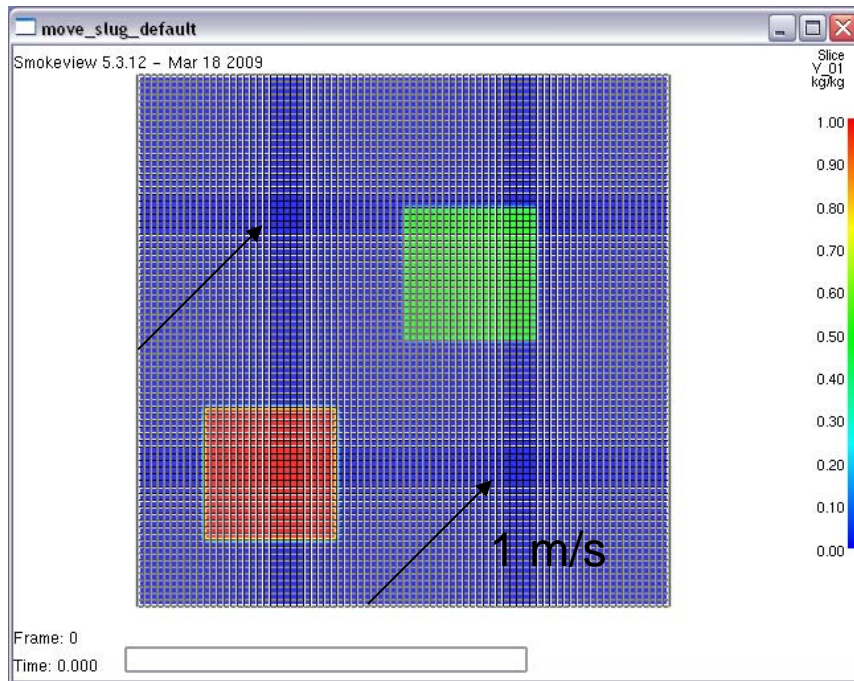 move_slug_default
Smokeview 5.3.12 - Mar 18 2009
Slice
Y_01
kg/kg
1.00
0.90
0.80
0.70
0.60
0.50
0.40
0.30
0.20
0.10
0.00
1 m/s
Frame: 0
Time: 0.000